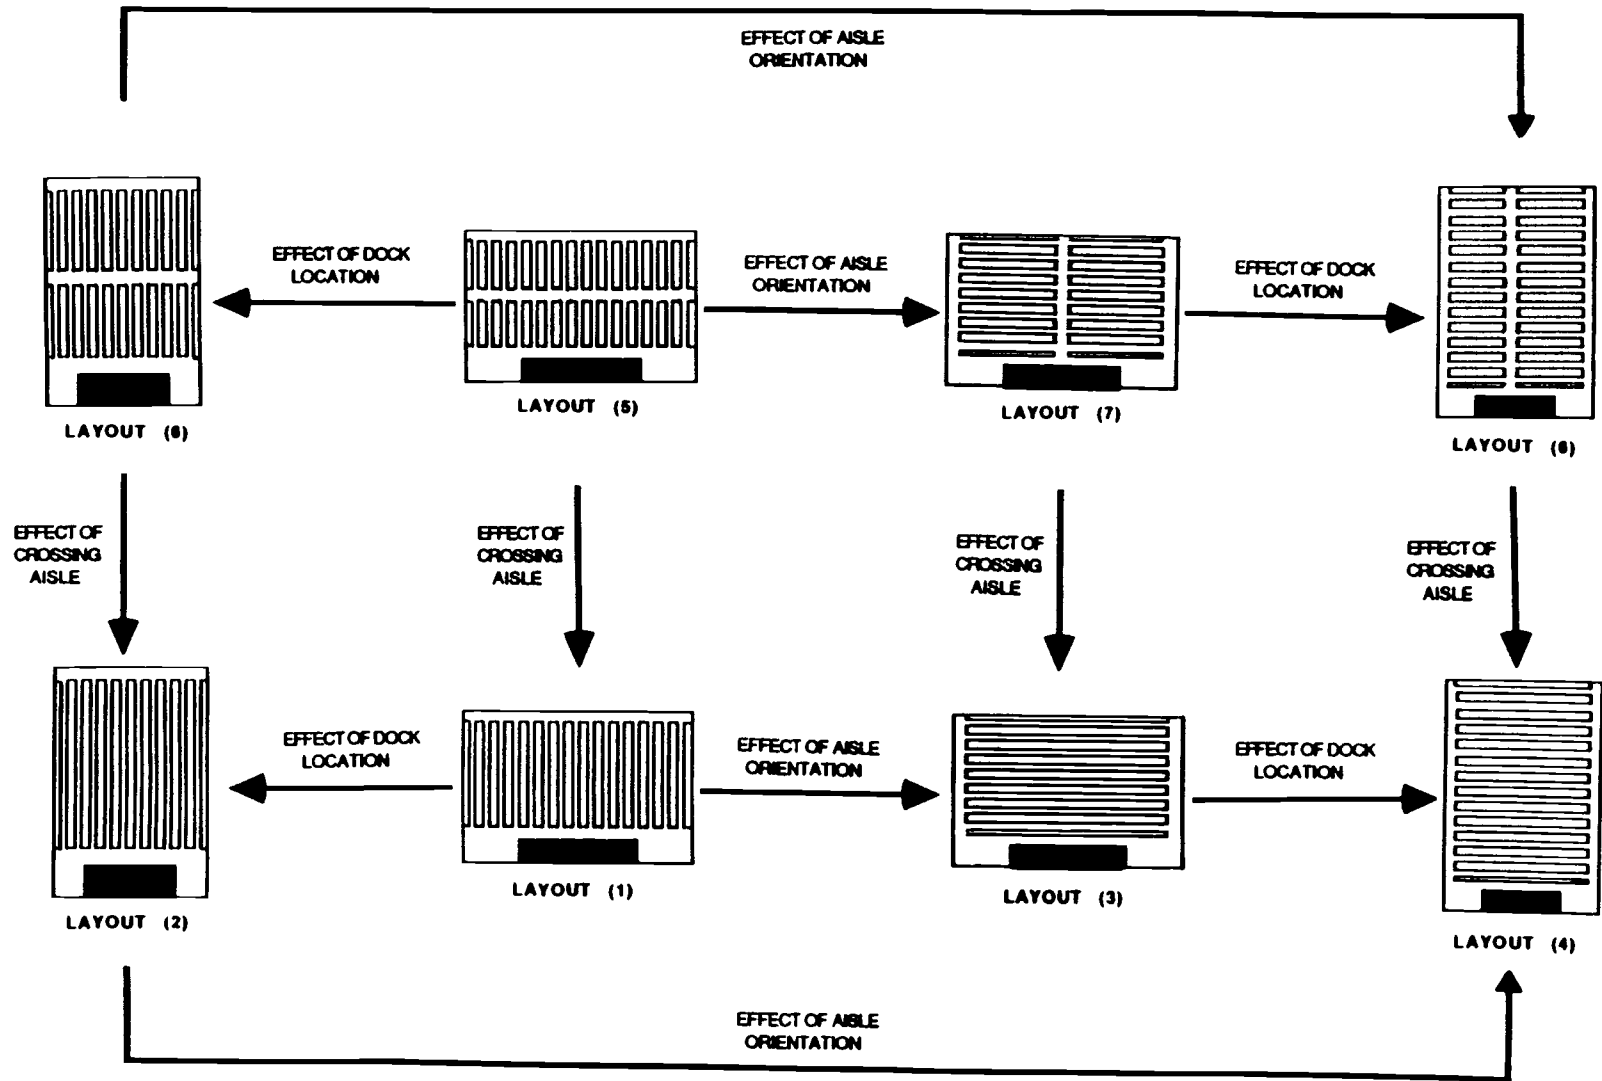 EFFECT OF AISLE
ORIENTATION
EFFECT OF DOCK
LOCATION
EFFECT OF AISLE
ORIENTATION
EFFECT OF DOCK
LOCATION
LAYOUT (6)
LAYOUT (5)
LAYOUT (7)
LAYOUT (6)
EFFECT OF
CROSSING
AISLE
EFFECT OF
CROSSING
AISLE
EFFECT OF
CROSSING
AISLE
EFFECT OF
CROSSING
AISLE
EFFECT OF DOCK
LOCATION
EFFECT OF AISLE
ORIENTATION
EFFECT OF DOCK
LOCATION
LAYOUT (2)
LAYOUT (1)
LAYOUT (3)
LAYOUT (4)
EFFECT OF AISLE
ORIENTATION